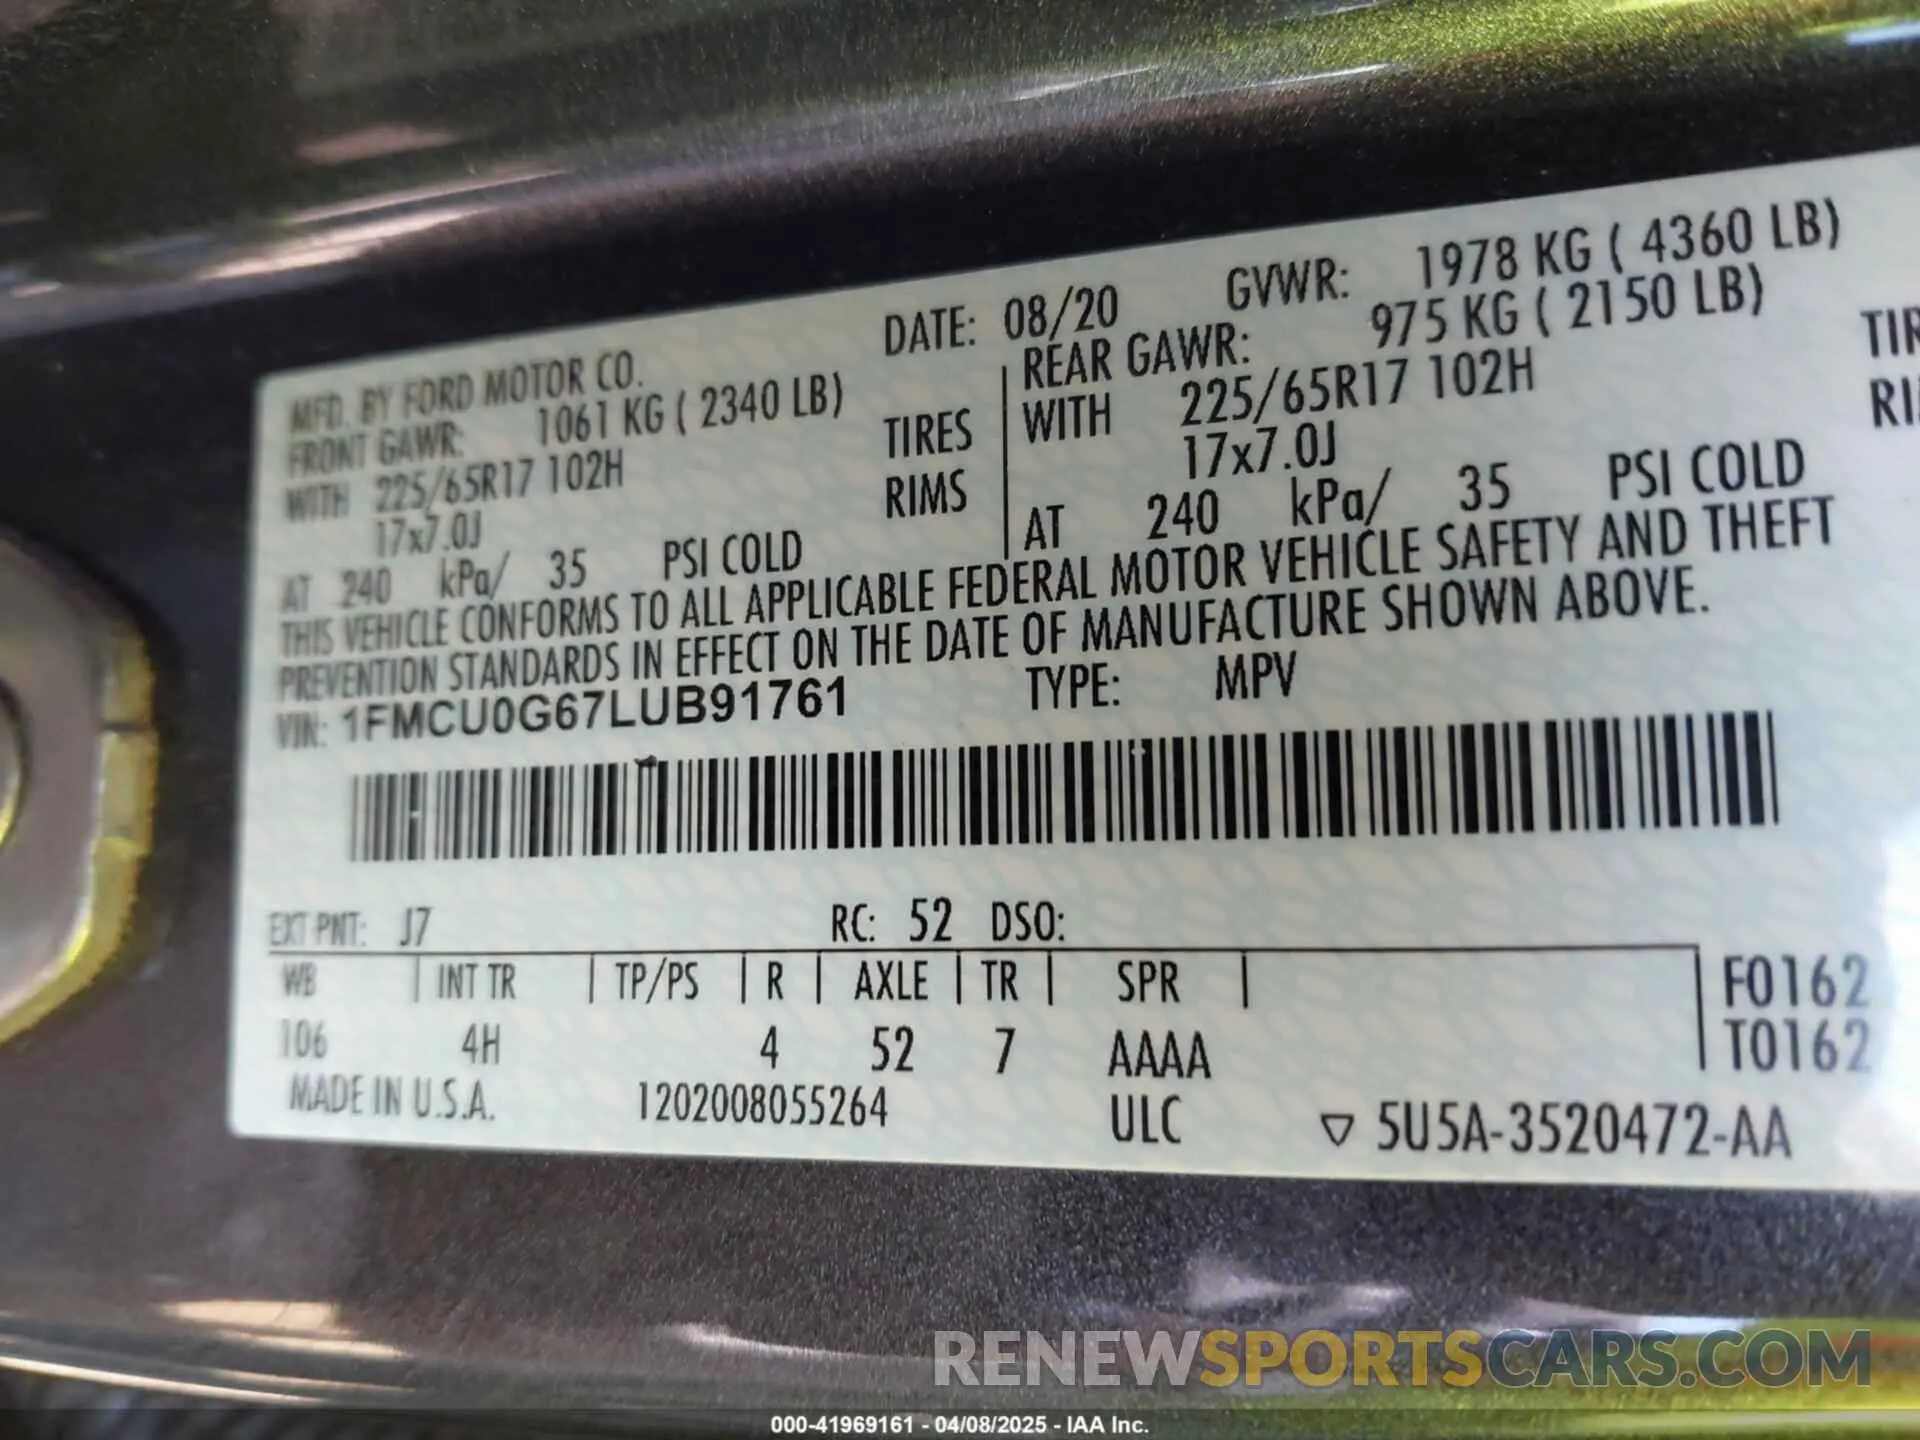 MFD. BY FORD MOTOR CO. DATE: 08/20 GVWR: 1978 KG ( 4360 LB)
FRONT GAWR: 1061 KG ( 2340 LB) REAR GAWR: 975 KG ( 2150 LB)
WITH 225/65R17 102H TIRES WITH 225/65R17 102H TIR
17x7.0J RIMS 17x7.0J RI
AT 240 kPa/ 35 PSI COLD AT 240 kPa/ 35 PSI COLD
THIS VEHICLE CONFORMS TO ALL APPLICABLE FEDERAL MOTOR VEHICLE SAFETY AND THEFT
PREVENTION STANDARDS IN EFFECT ON THE DATE OF MANUFACTURE SHOWN ABOVE.
VIN: 1FMCU0G67LUB91761 TYPE: MPV
EXT PNT: J7 RC: 52 DSO:
WB | INT TR | TP/PS | R | AXLE | TR | SPR | F0162
106 4H 4 52 7 AAAA T0162
MADE IN U.S.A. 1202008055264 ULC ▽ 5U5A-3520472-AA
RENEWSPORTSCARS.COM
000-41969161 - 04/08/2025 - IAA Inc.